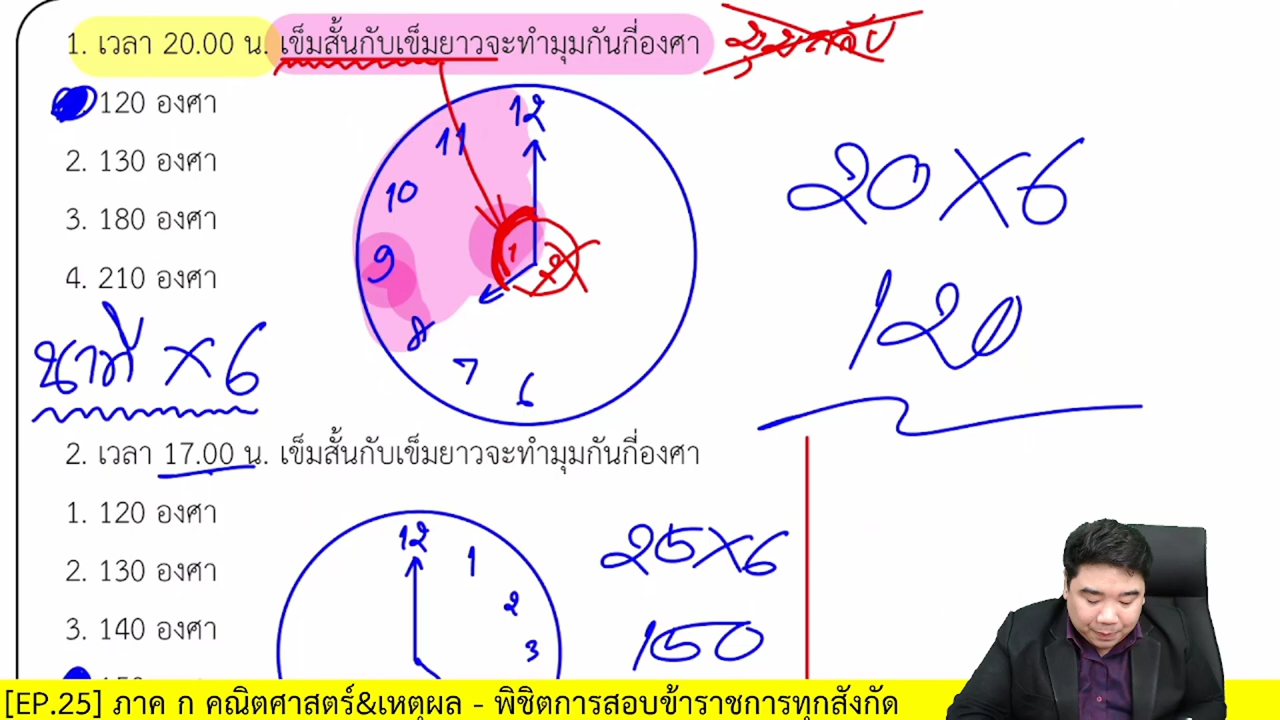 1. เวลา 20.00 น. เข็มสั้นกับเข็มยาวจะทำมุมกันกี่องศา
120 องศา
2. 130 องศา
3. 180 องศา
4. 210 องศา
12
11
10
9
8
7
6
1
20×6
120
นาที ×6
2. เวลา 17.00 น. เข็มสั้นกับเข็มยาวจะทำมุมกันกี่องศา
1. 120 องศา
2. 130 องศา
3. 140 องศา
12
1
2
3
25×6
150
[EP.25] ภาค ก คณิตศาสตร์&เหตุผล - พิชิตการสอบข้าราชการทุกสังกัด